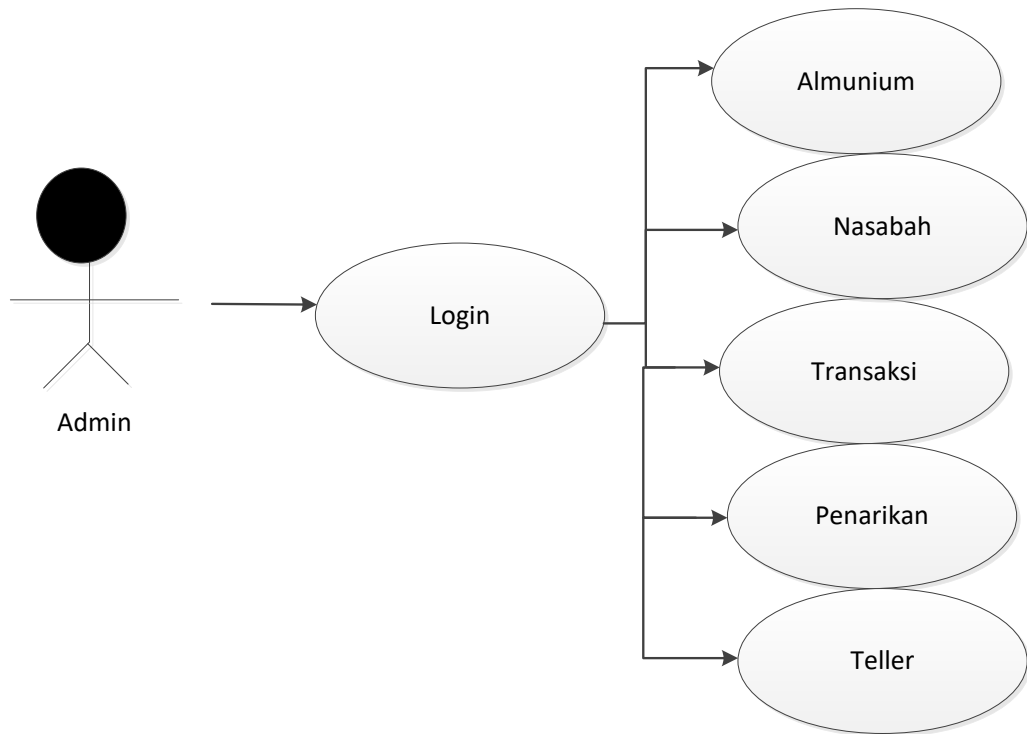 Admin
Login
Almunium
Nasabah
Transaksi
Penarikan
Teller